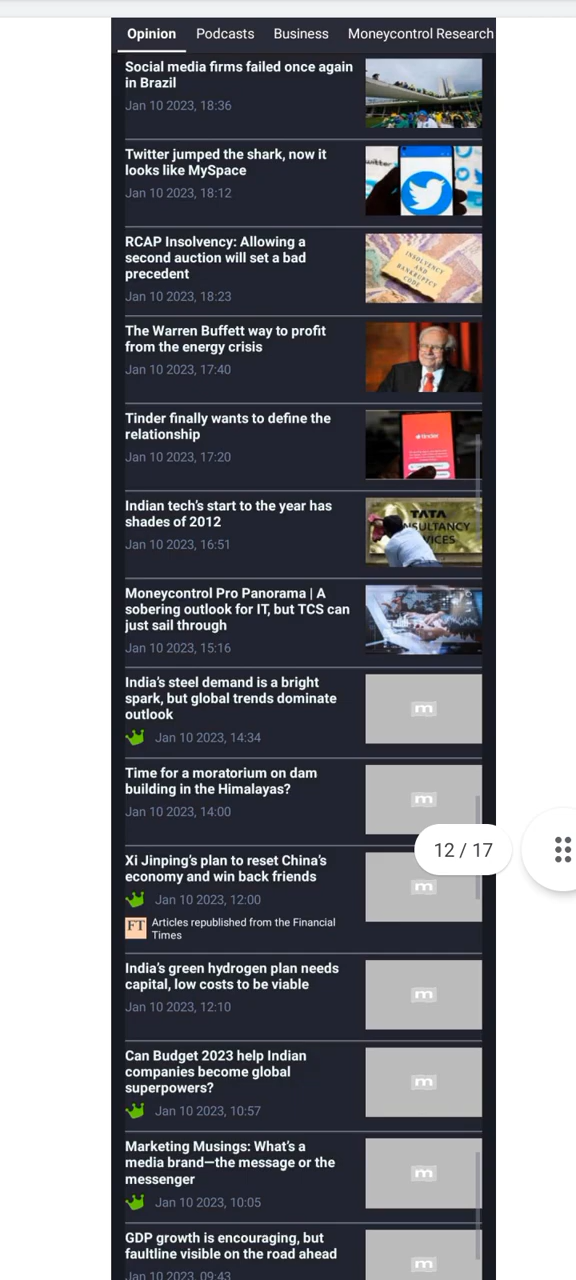 Opinion Podcasts Business Moneycontrol Research
Social media firms failed once again
in Brazil
Jan 10 2023, 18:36
Twitter jumped the shark, now it
looks like MySpace
Jan 10 2023, 18:12
RCAP Insolvency: Allowing a
second auction will set a bad
precedent
Jan 10 2023, 18:23
INSOLVENCY
AND
BANKRUPTCY
CODE
The Warren Buffett way to profit
from the energy crisis
Jan 10 2023, 17:40
Tinder finally wants to define the
relationship
Jan 10 2023, 17:20
tinder
Indian tech’s start to the year has
shades of 2012
Jan 10 2023, 16:51
TATA
NSULTANCY
VICES
Moneycontrol Pro Panorama | A
sobering outlook for IT, but TCS can
just sail through
Jan 10 2023, 15:16
India’s steel demand is a bright
spark, but global trends dominate
outlook
Jan 10 2023, 14:34
m
Time for a moratorium on dam
building in the Himalayas?
Jan 10 2023, 14:00
m
12 / 17
Xi Jinping’s plan to reset China’s
economy and win back friends
Jan 10 2023, 12:00
m
FT Articles republished from the Financial
Times
India’s green hydrogen plan needs
capital, low costs to be viable
Jan 10 2023, 12:10
m
Can Budget 2023 help Indian
companies become global
superpowers?
Jan 10 2023, 10:57
m
Marketing Musings: What’s a
media brand—the message or the
messenger
Jan 10 2023, 10:05
m
GDP growth is encouraging, but
faultline visible on the road ahead
Jan 10 2023, 09:43
m